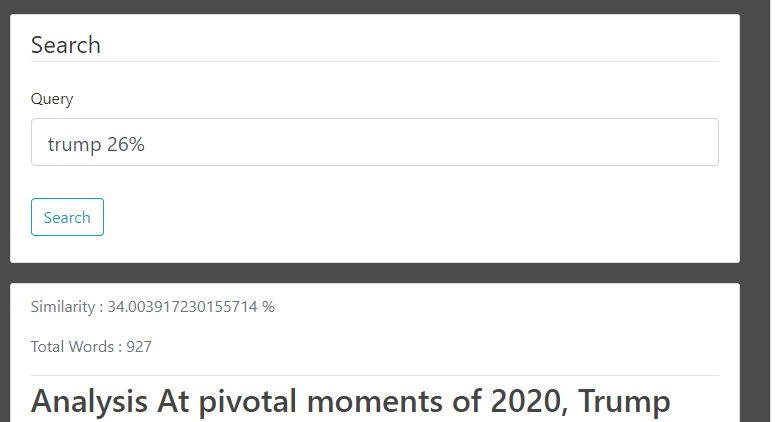 Search
Query
trump 26%
Search
Similarity : 34.003917230155714 %
Total Words : 927
Analysis At pivotal moments of 2020, Trump